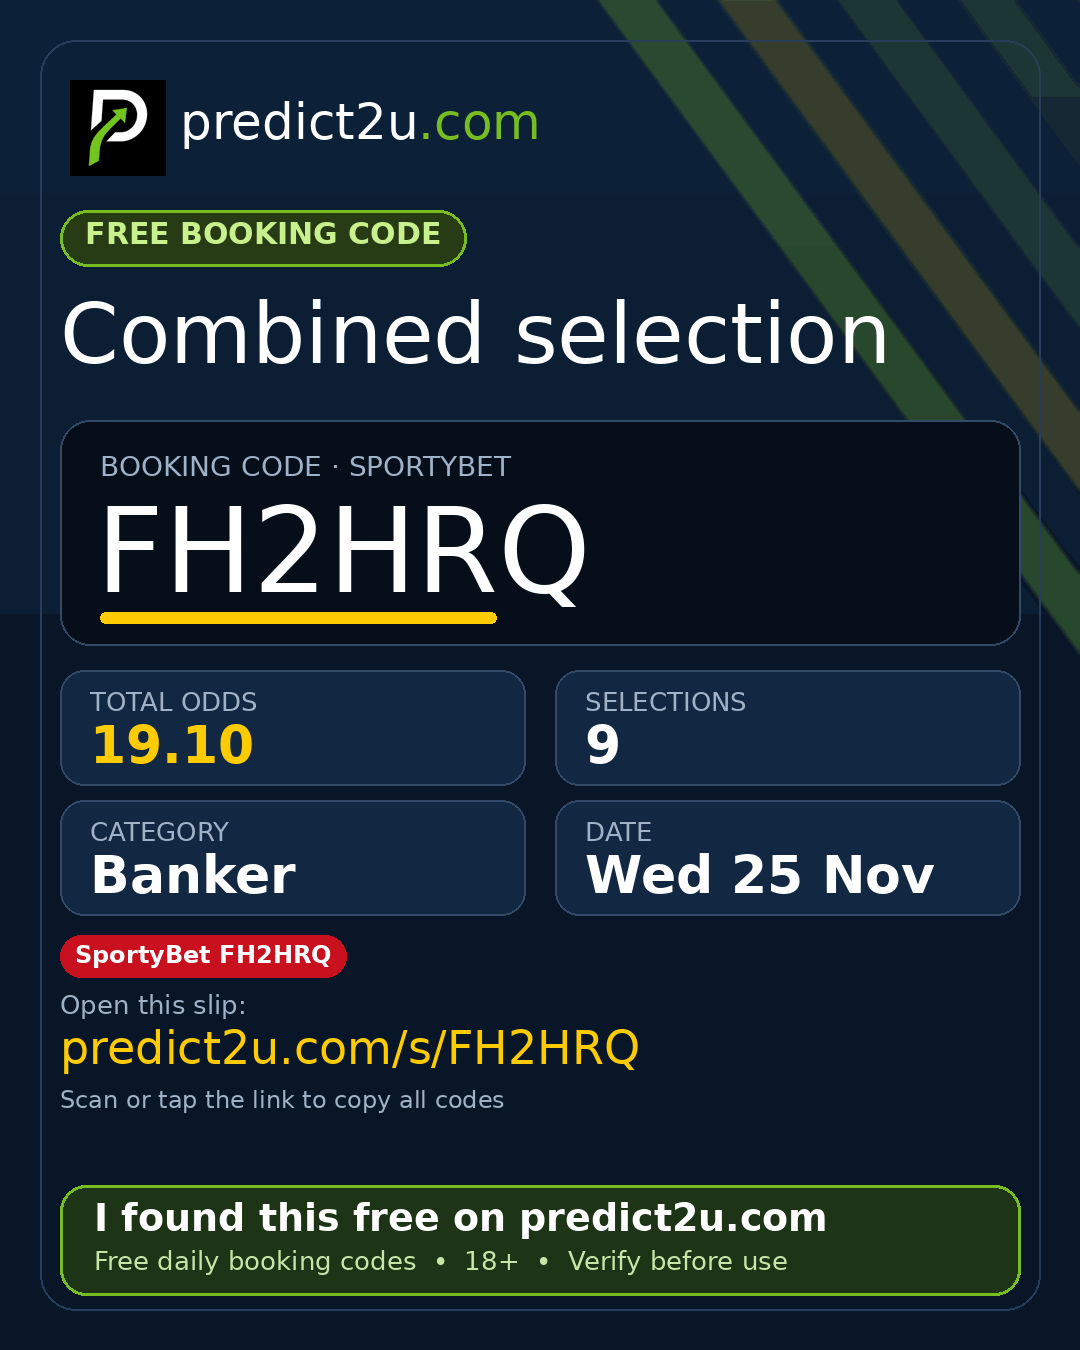 predict2u.com
FREE BOOKING CODE
Combined selection
BOOKING CODE · SPORTYBET
FH2HRQ
TOTAL ODDS
19.10
SELECTIONS
9
CATEGORY
Banker
DATE
Wed 25 Nov
SportyBet FH2HRQ
Open this slip:
predict2u.com/s/FH2HRQ
Scan or tap the link to copy all codes
I found this free on predict2u.com
Free daily booking codes • 18+ • Verify before use